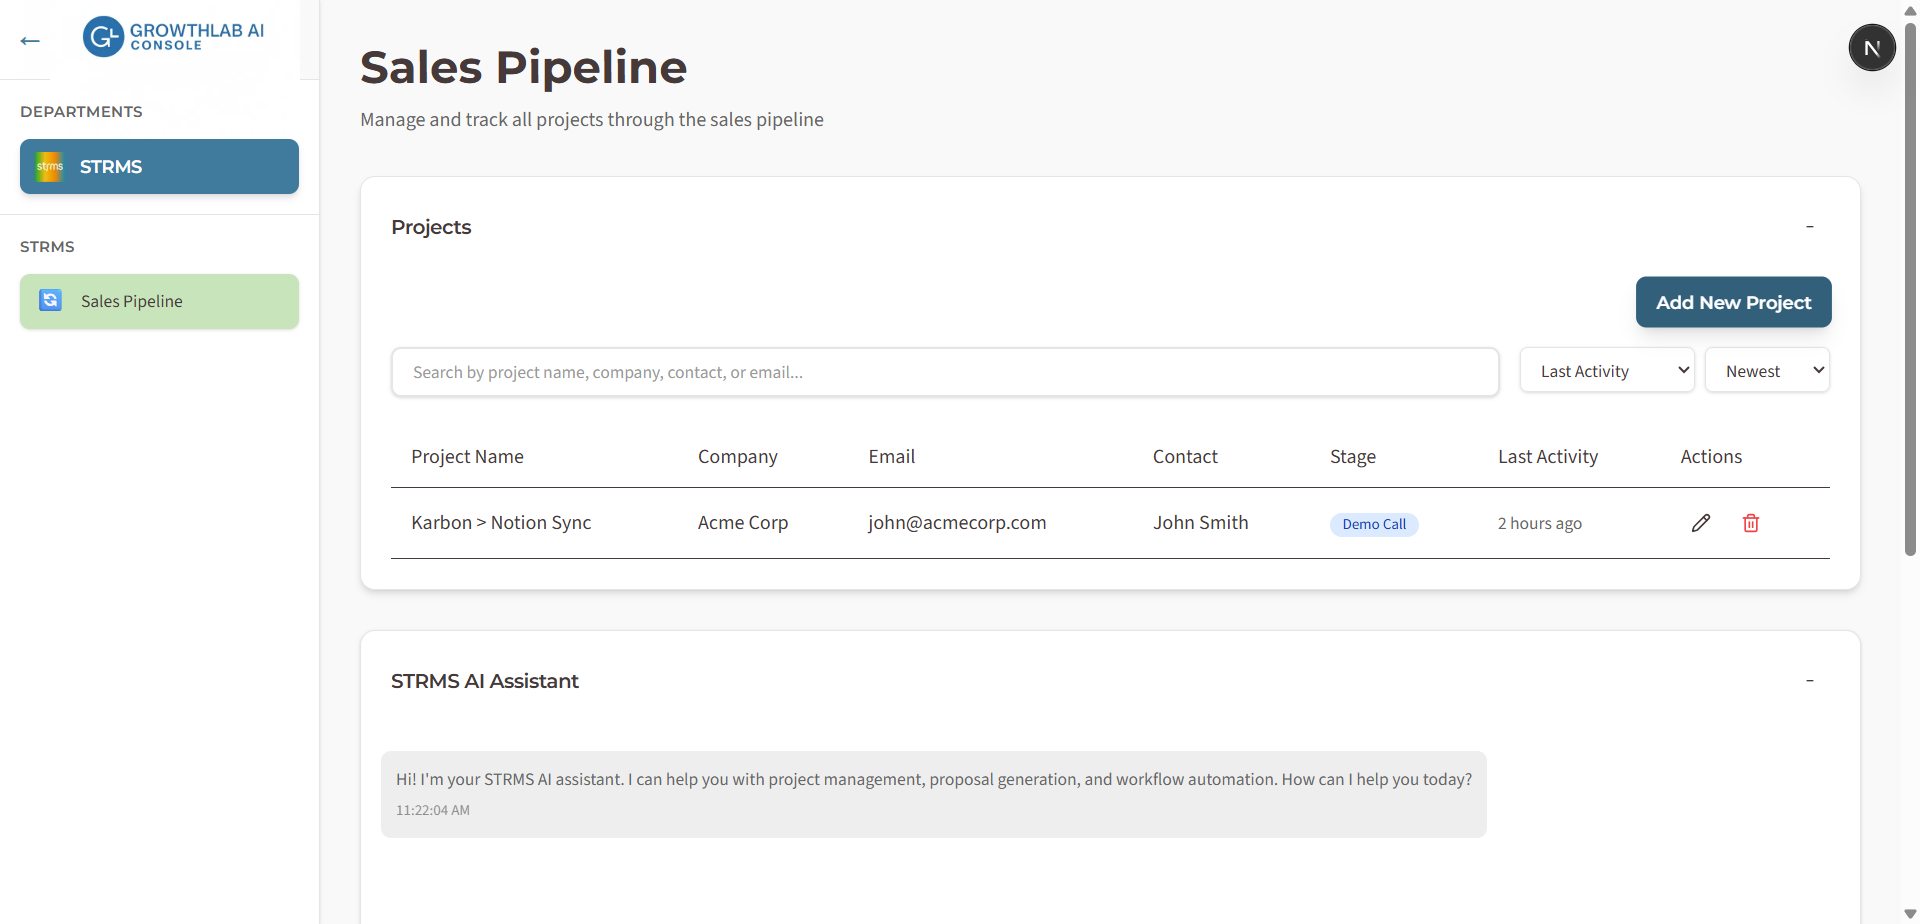 ←
GL GROWTHLAB AI
CONSOLE
DEPARTMENTS
strms STRMS
STRMS
Sales Pipeline
Sales Pipeline
Manage and track all projects through the sales pipeline
N
Projects −
Add New Project
Search by project name, company, contact, or email... Last Activity Newest
Project Name Company Email Contact Stage Last Activity Actions
Karbon > Notion Sync Acme Corp john@acmecorp.com John Smith Demo Call 2 hours ago
STRMS AI Assistant −
Hi! I'm your STRMS AI assistant. I can help you with project management, proposal generation, and workflow automation. How can I help you today?
11:22:04 AM